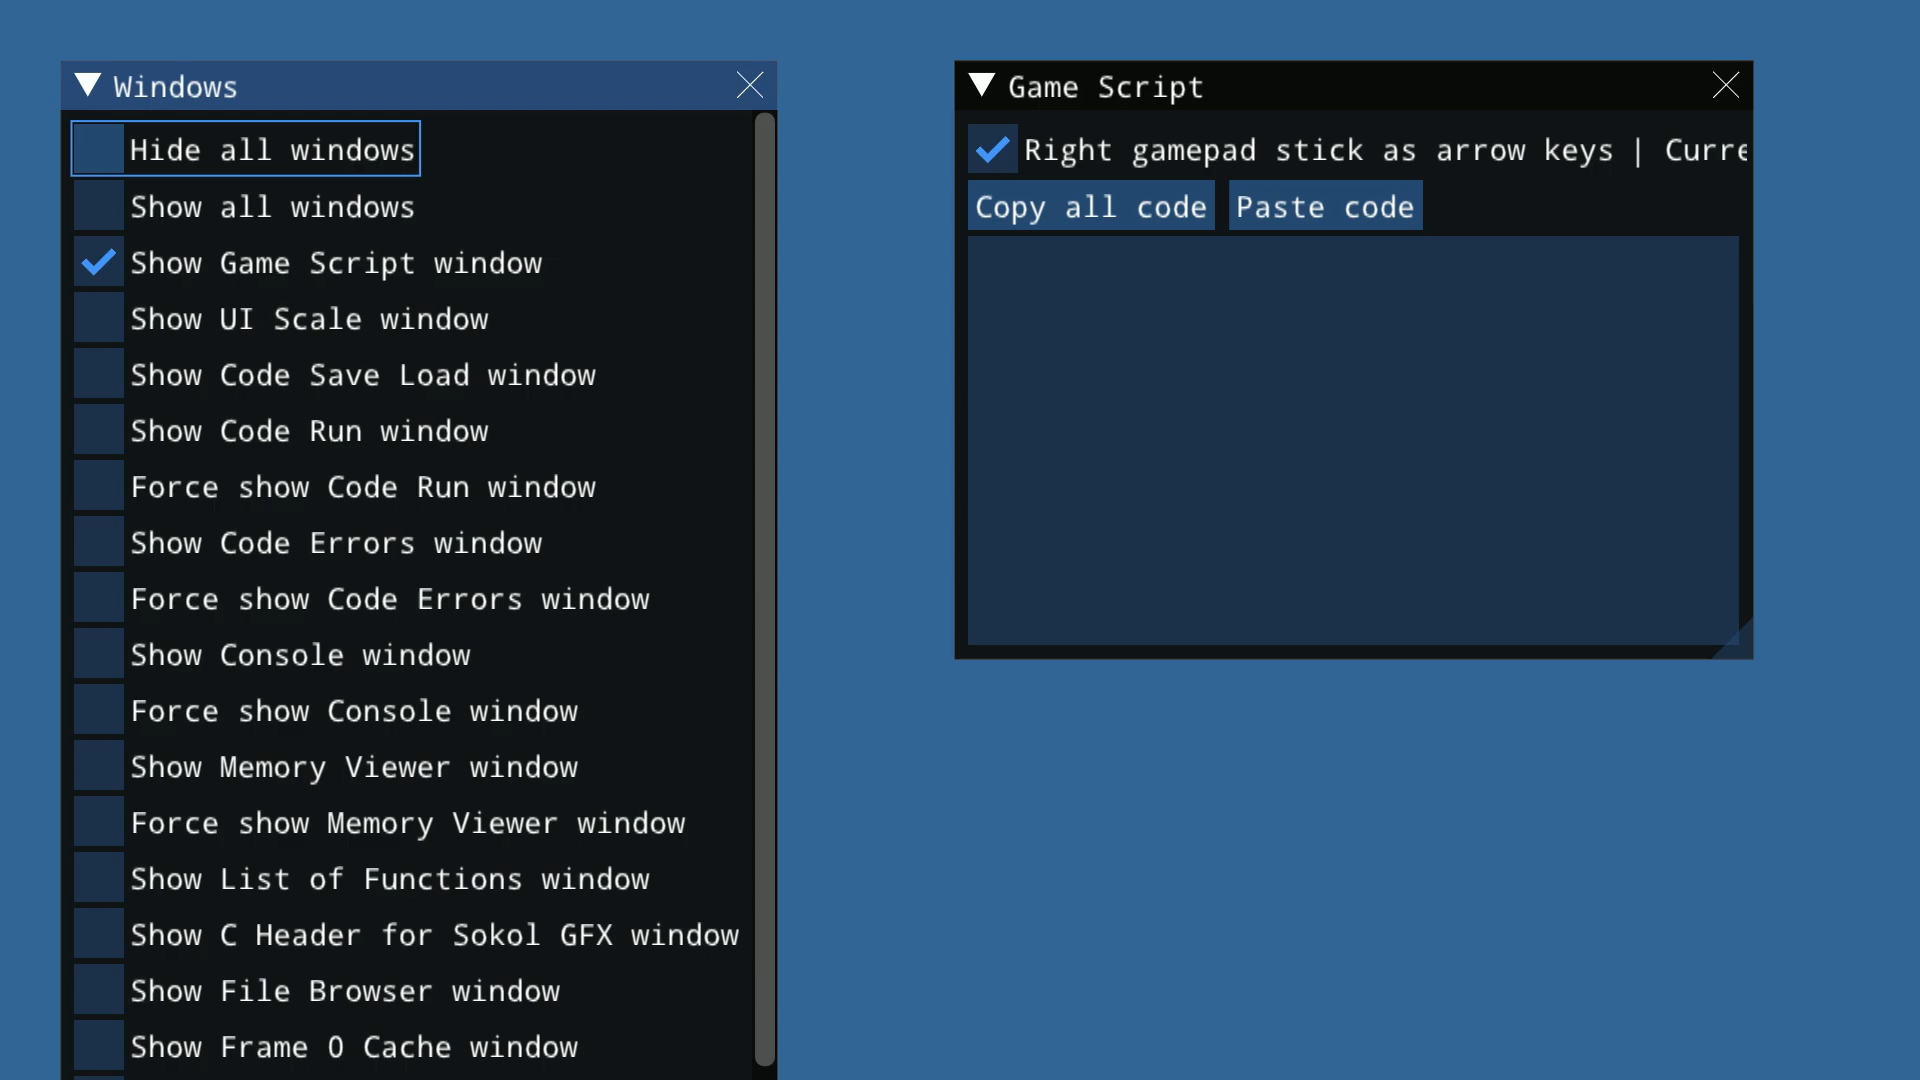 Windows
Hide all windows
Show all windows
Show Game Script window
Show UI Scale window
Show Code Save Load window
Show Code Run window
Force show Code Run window
Show Code Errors window
Force show Code Errors window
Show Console window
Force show Console window
Show Memory Viewer window
Force show Memory Viewer window
Show List of Functions window
Show C Header for Sokol GFX window
Show File Browser window
Show Frame 0 Cache window
Game Script
Right gamepad stick as arrow keys | Curre
Copy all code Paste code